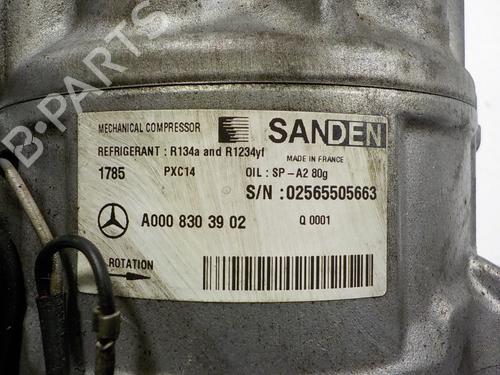 B-PARTS
MECHANICAL COMPRESSOR
SANDEN
REFRIGERANT : R134a and R1234yf
MADE IN FRANCE
1785 PXC14 OIL : SP-A2 80g
S/N : 02565505663
A000 830 39 02 Q 0001
ROTATION